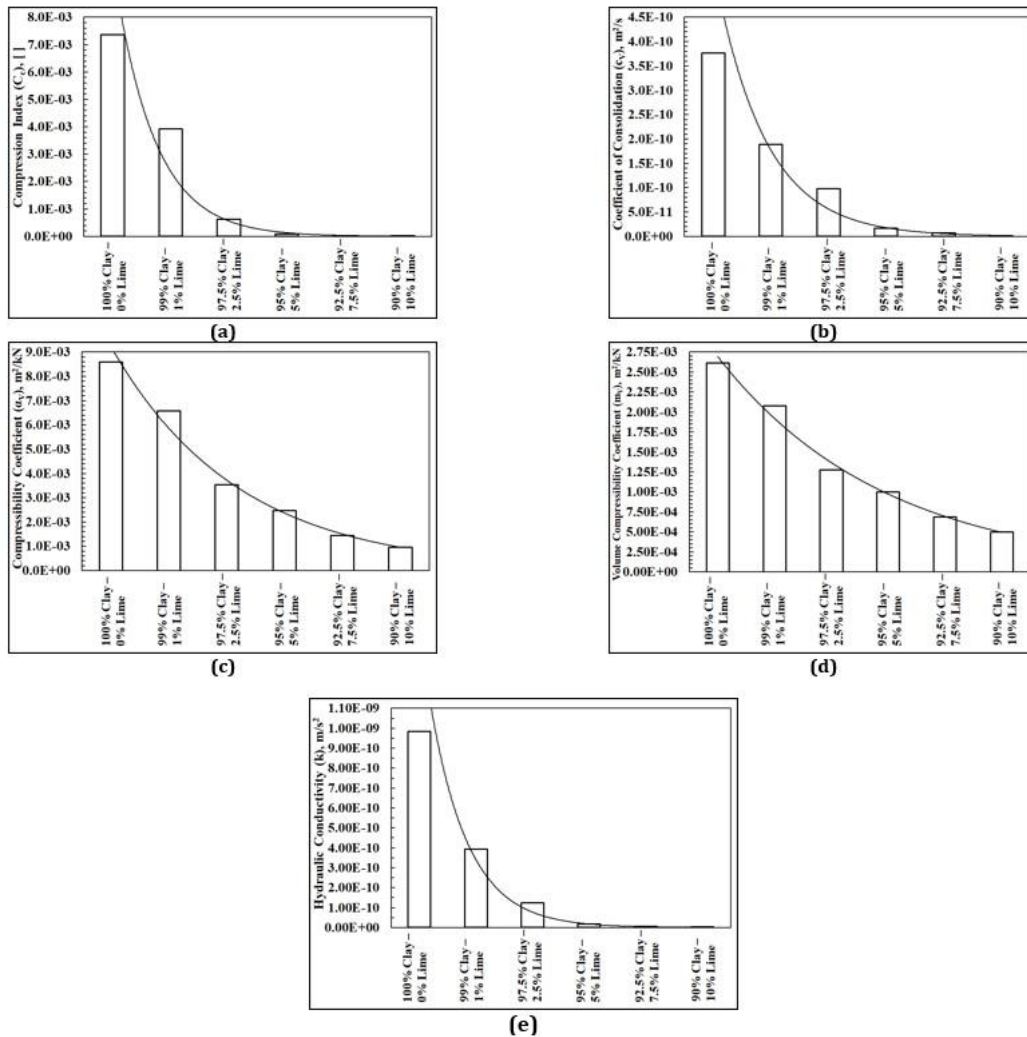 8.0E-03
7.0E-03
6.0E-03
5.0E-03
4.0E-03
3.0E-03
2.0E-03
1.0E-03
0.0E+00
Compression Index (Cc), [ ]
100% Clay –
0% Lime
99% Clay –
1% Lime
97.5% Clay –
2.5% Lime
95% Clay –
5% Lime
92.5% Clay –
7.5% Lime
90% Clay –
10% Lime
(a)
4.5E-10
4.0E-10
3.5E-10
3.0E-10
2.5E-10
2.0E-10
1.5E-10
1.0E-10
5.0E-11
0.0E+00
Coefficient of Consolidation (cv), m²/s
100% Clay –
0% Lime
99% Clay –
1% Lime
97.5% Clay –
2.5% Lime
95% Clay –
5% Lime
92.5% Clay –
7.5% Lime
90% Clay –
10% Lime
(b)
9.0E-03
8.0E-03
7.0E-03
6.0E-03
5.0E-03
4.0E-03
3.0E-03
2.0E-03
1.0E-03
0.0E+00
Compressibility Coefficient (αv), m²/kN
100% Clay –
0% Lime
99% Clay –
1% Lime
97.5% Clay –
2.5% Lime
95% Clay –
5% Lime
92.5% Clay –
7.5% Lime
90% Clay –
10% Lime
(c)
2.75E-03
2.50E-03
2.25E-03
2.00E-03
1.75E-03
1.50E-03
1.25E-03
1.00E-03
7.50E-04
5.00E-04
2.50E-04
0.00E+00
Volume Compressibility Coefficient (mv), m²/kN
100% Clay –
0% Lime
99% Clay –
1% Lime
97.5% Clay –
2.5% Lime
95% Clay –
5% Lime
92.5% Clay –
7.5% Lime
90% Clay –
10% Lime
(d)
1.10E-09
1.00E-09
9.00E-10
8.00E-10
7.00E-10
6.00E-10
5.00E-10
4.00E-10
3.00E-10
2.00E-10
1.00E-10
0.00E+00
Hydraulic Conductivity (k), m/s²
100% Clay –
0% Lime
99% Clay –
1% Lime
97.5% Clay –
2.5% Lime
95% Clay –
5% Lime
92.5% Clay –
7.5% Lime
90% Clay –
10% Lime
(e)